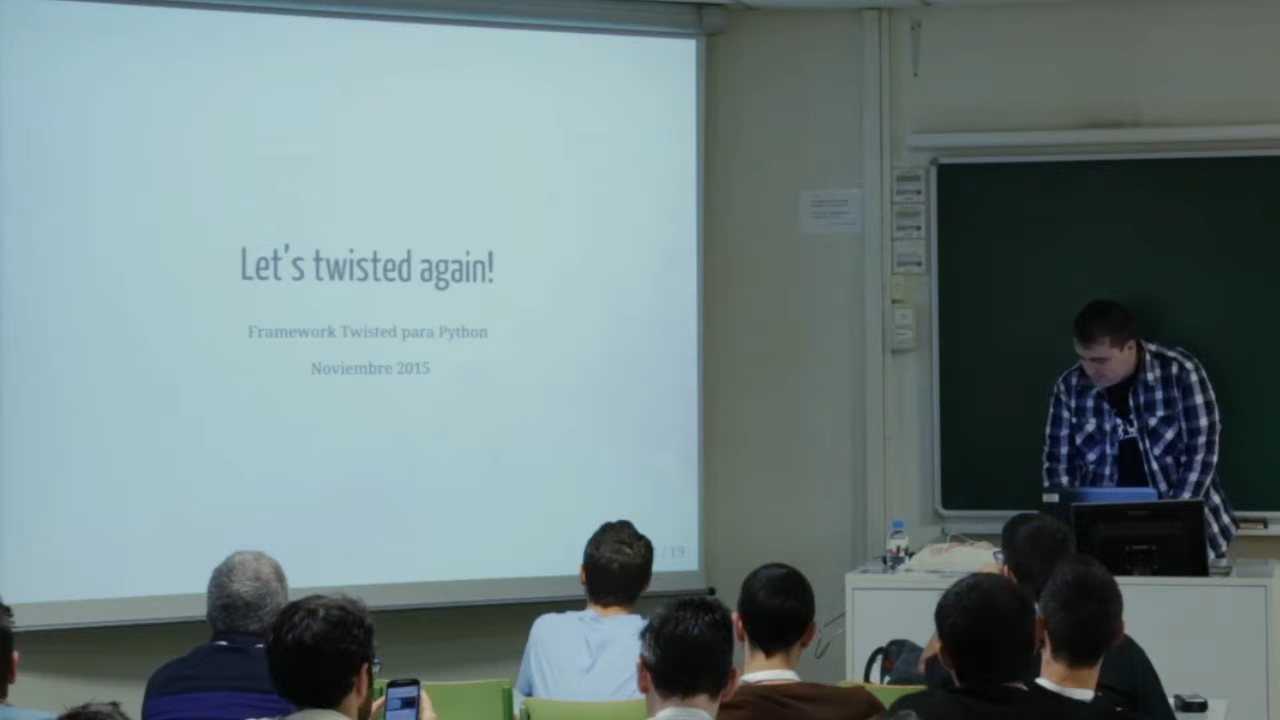 Let's twisted again!
Framework Twisted para Python
Noviembre 2015
/ 19